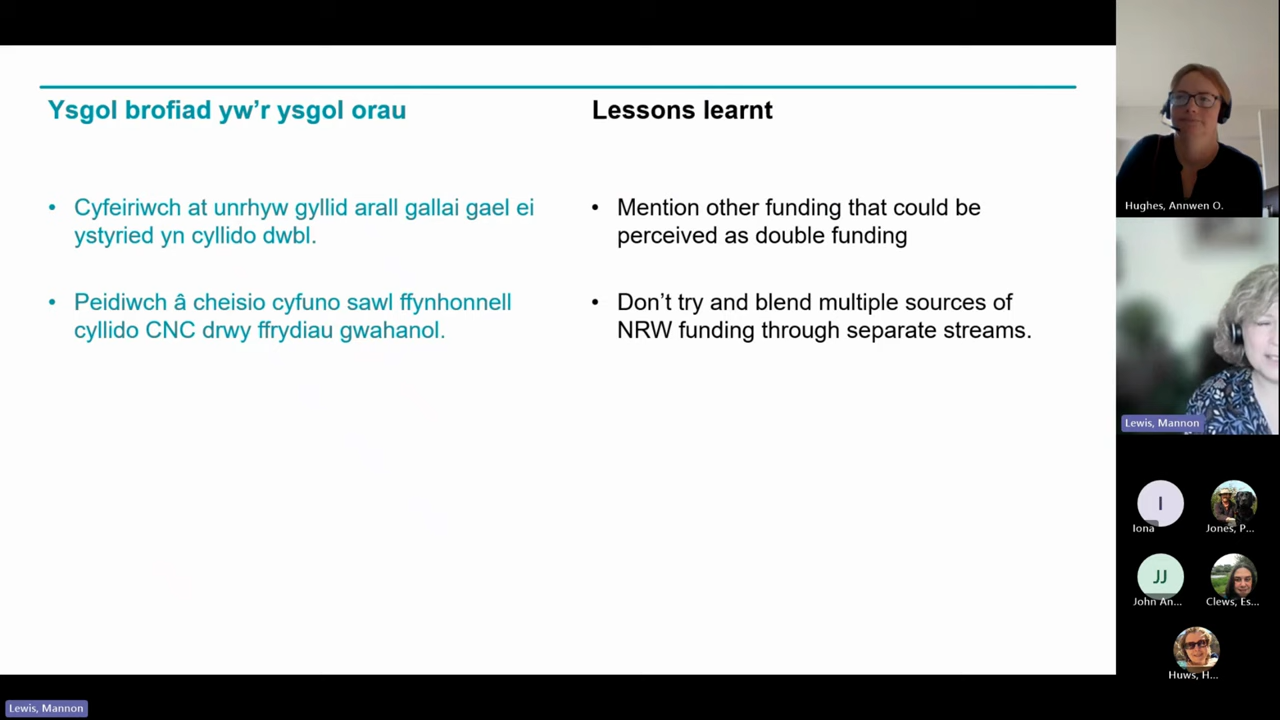 Ysgol brofiad yw’r ysgol orau
Lessons learnt
• Cyfeiriwch at unrhyw gyllid arall gallai gael ei
ystyried yn cyllido dwbl.
• Peidiwch â cheisio cyfuno sawl ffynhonnell
cyllido CNC drwy ffrydiau gwahanol.
• Mention other funding that could be
perceived as double funding
• Don’t try and blend multiple sources of
NRW funding through separate streams.
Hughes, Annwen O.
Lewis, Mannon
I
Iona
Jones, P...
JJ
John An...
Clews, Es...
Huws, H...
Lewis, Mannon